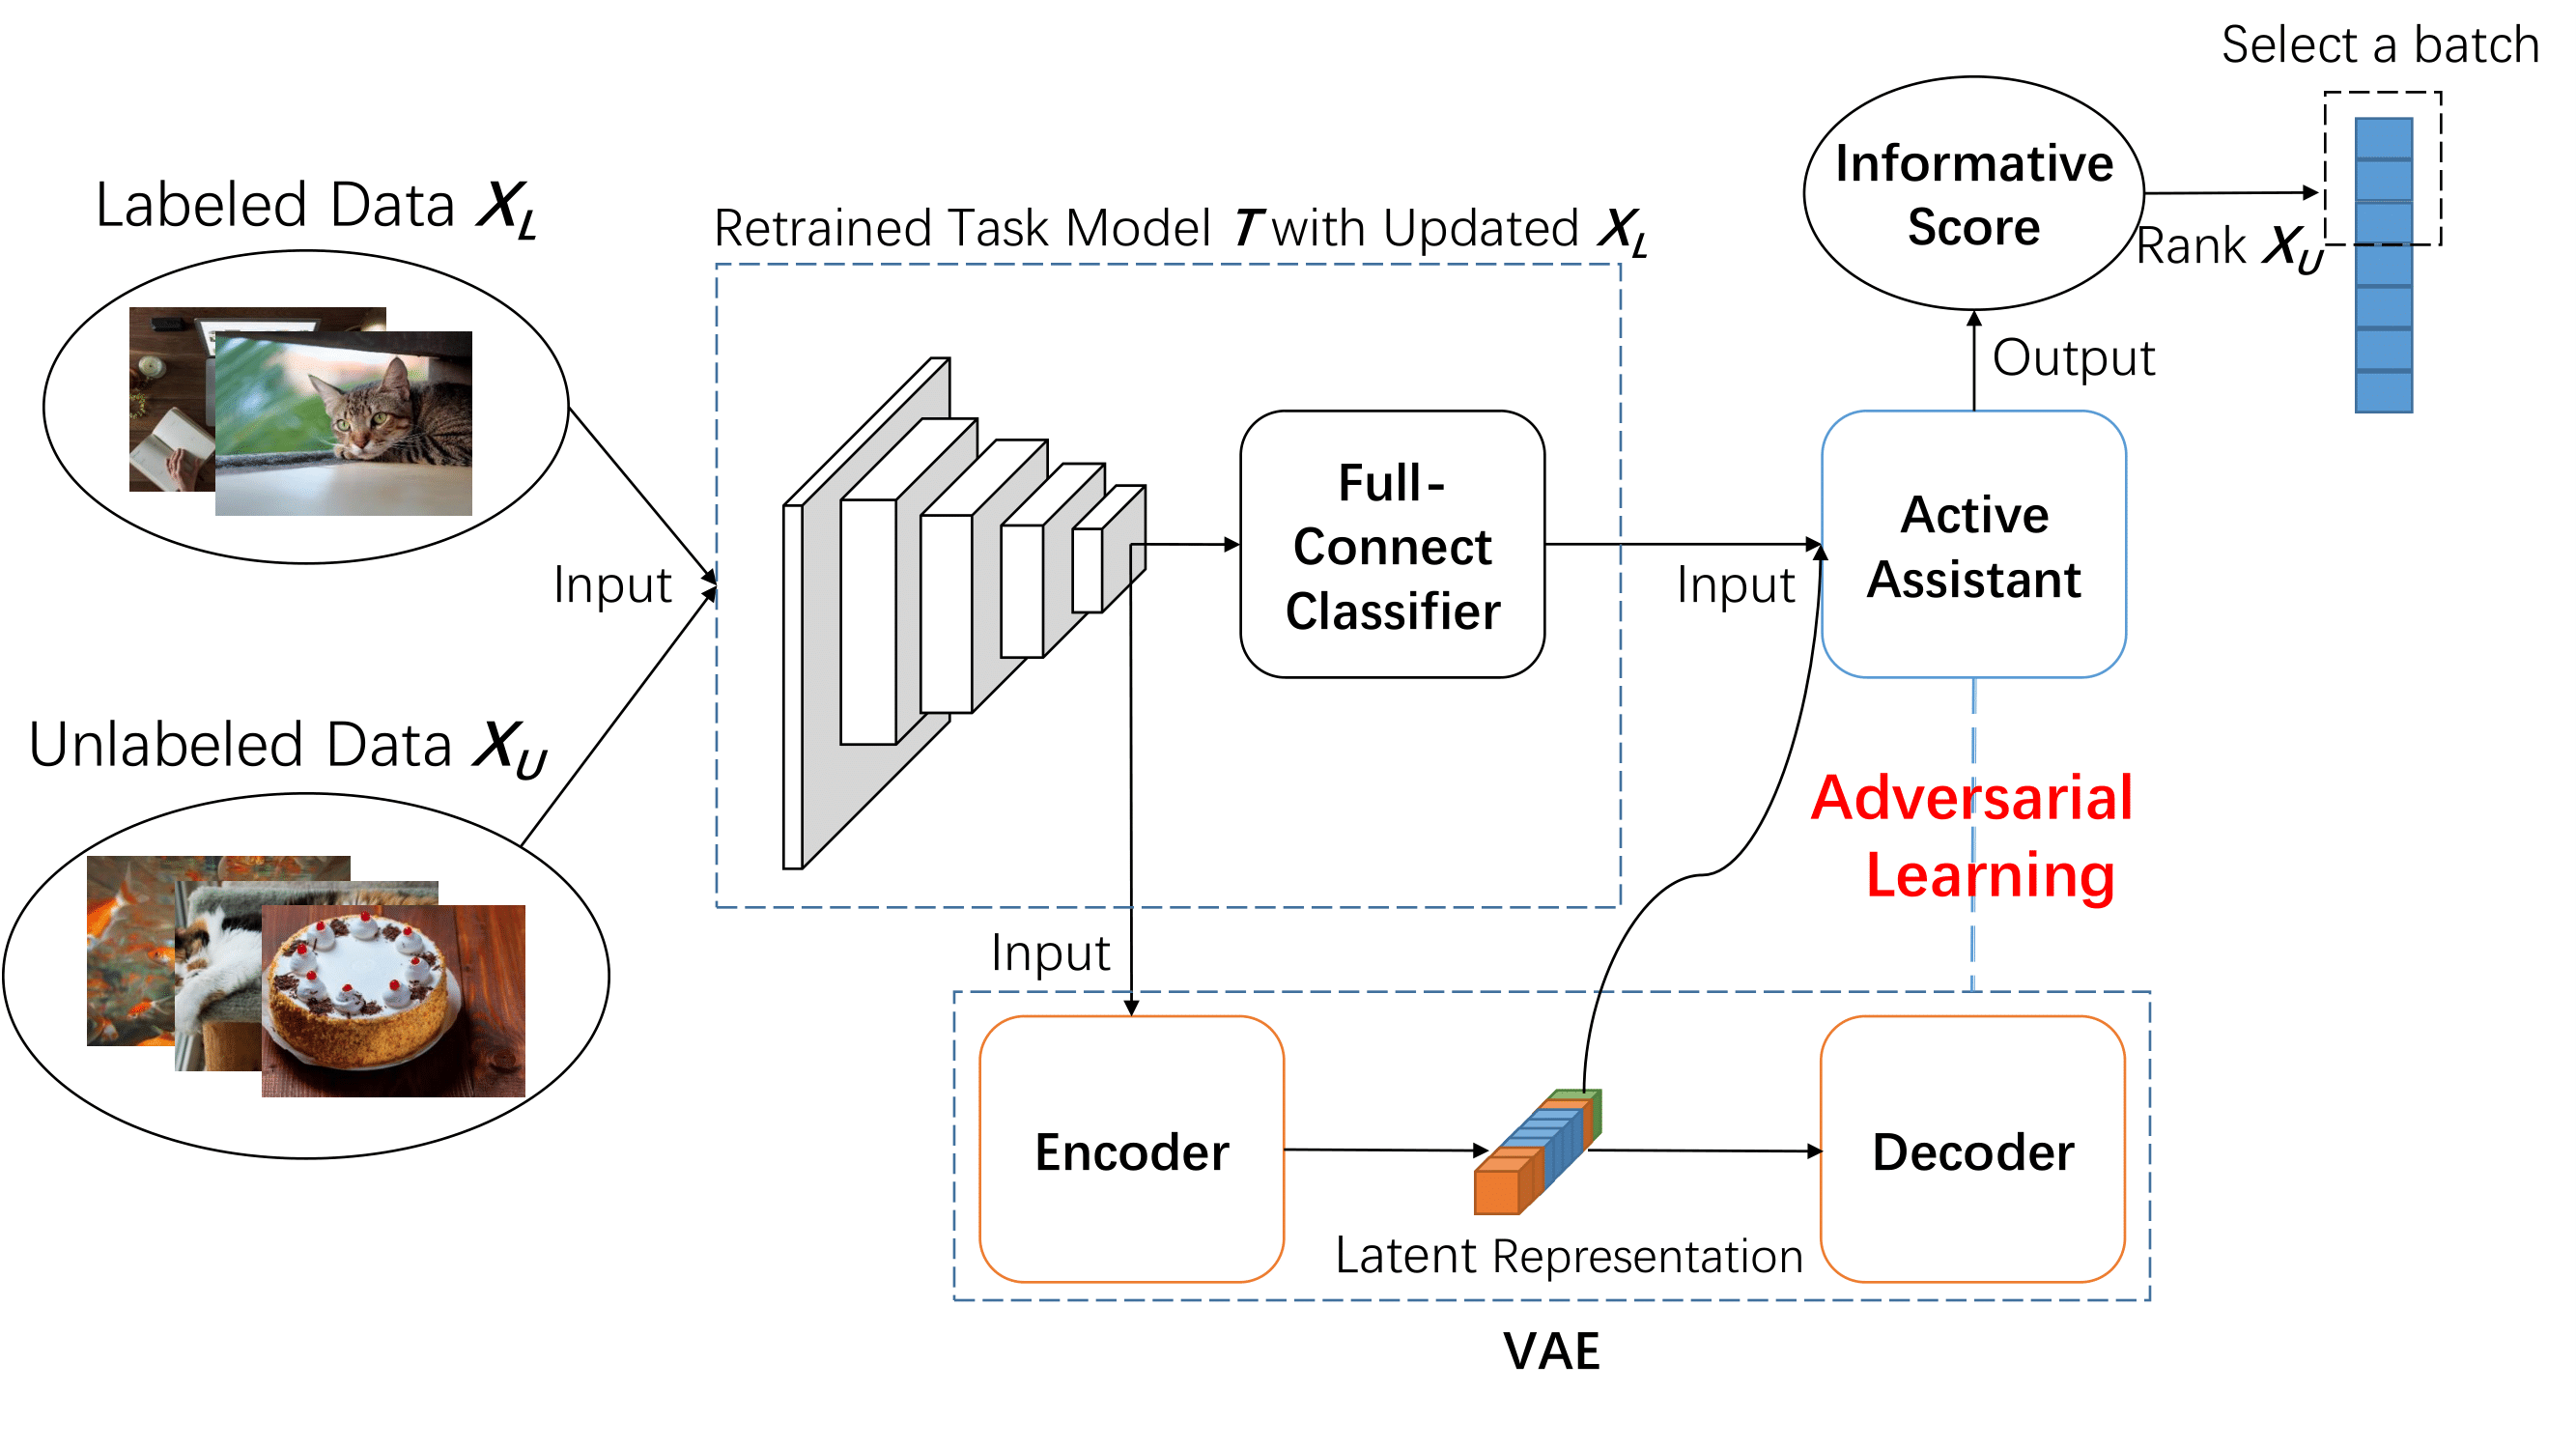 Select a batch
Informative
Score
Rank X_U
Labeled Data X_L
Retrained Task Model T with Updated X_L
Output
Input
Full-
Connect
Classifier
Input
Active
Assistant
Unlabeled Data X_U
Adversarial
Learning
Input
Encoder
Decoder
Latent Representation
VAE